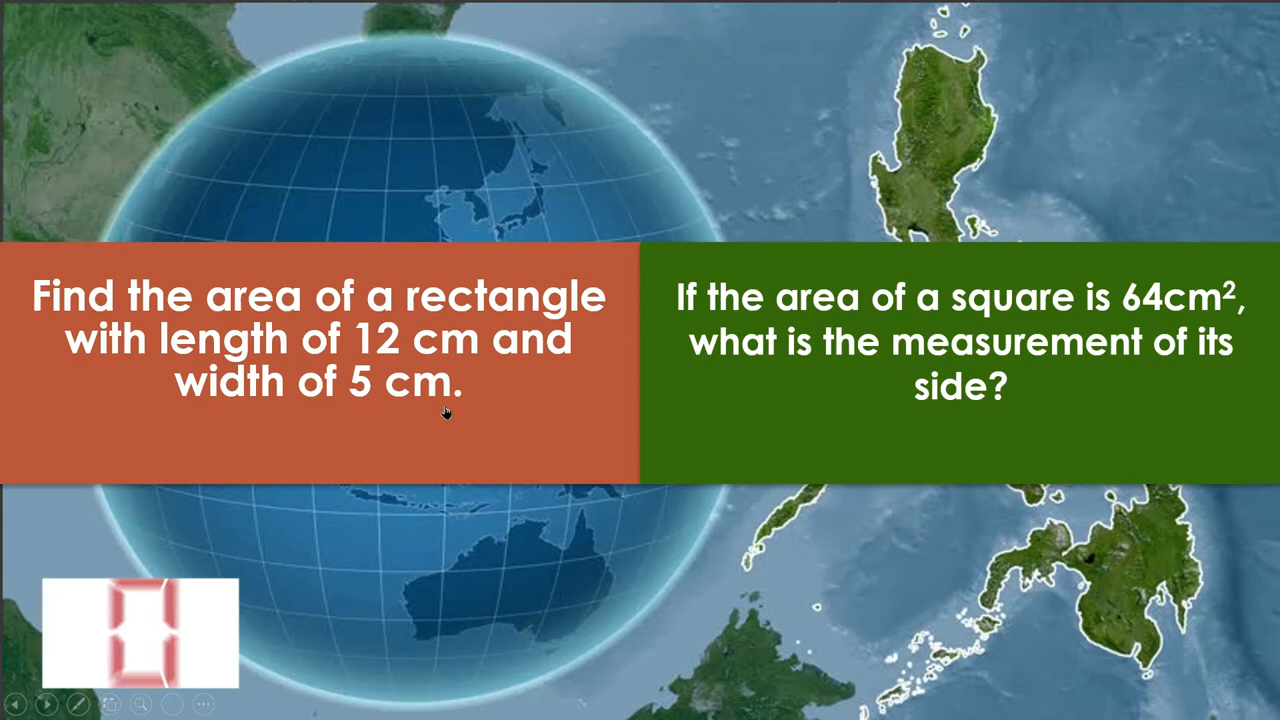 Find the area of a rectangle
with length of 12 cm and
width of 5 cm.
If the area of a square is 64cm²,
what is the measurement of its
side?
0